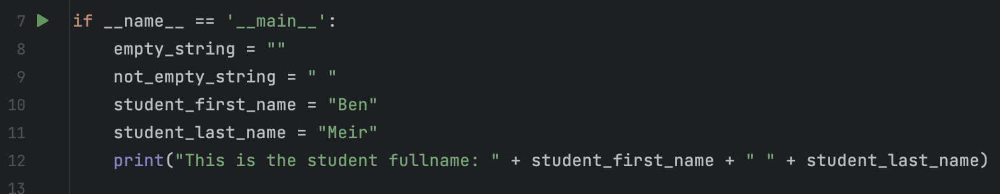 7 if __name__ == '__main__':
8 empty_string = ""
9 not_empty_string = " "
10 student_first_name = "Ben"
11 student_last_name = "Meir"
12 print("This is the student fullname: " + student_first_name + " " + student_last_name)
13